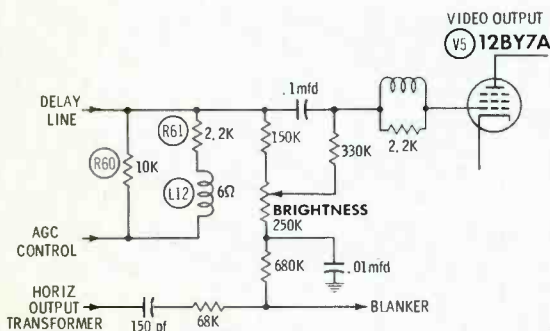 VIDEO OUTPUT
V5 12BY7A
DELAY
LINE
.1mfd
R61
2.2K
150K
330K
2.2K
R60
10K
L12
6Ω
BRIGHTNESS
250K
AGC
CONTROL
680K
.01mfd
HORIZ
OUTPUT
TRANSFORMER
150 pf
68K
BLANKER